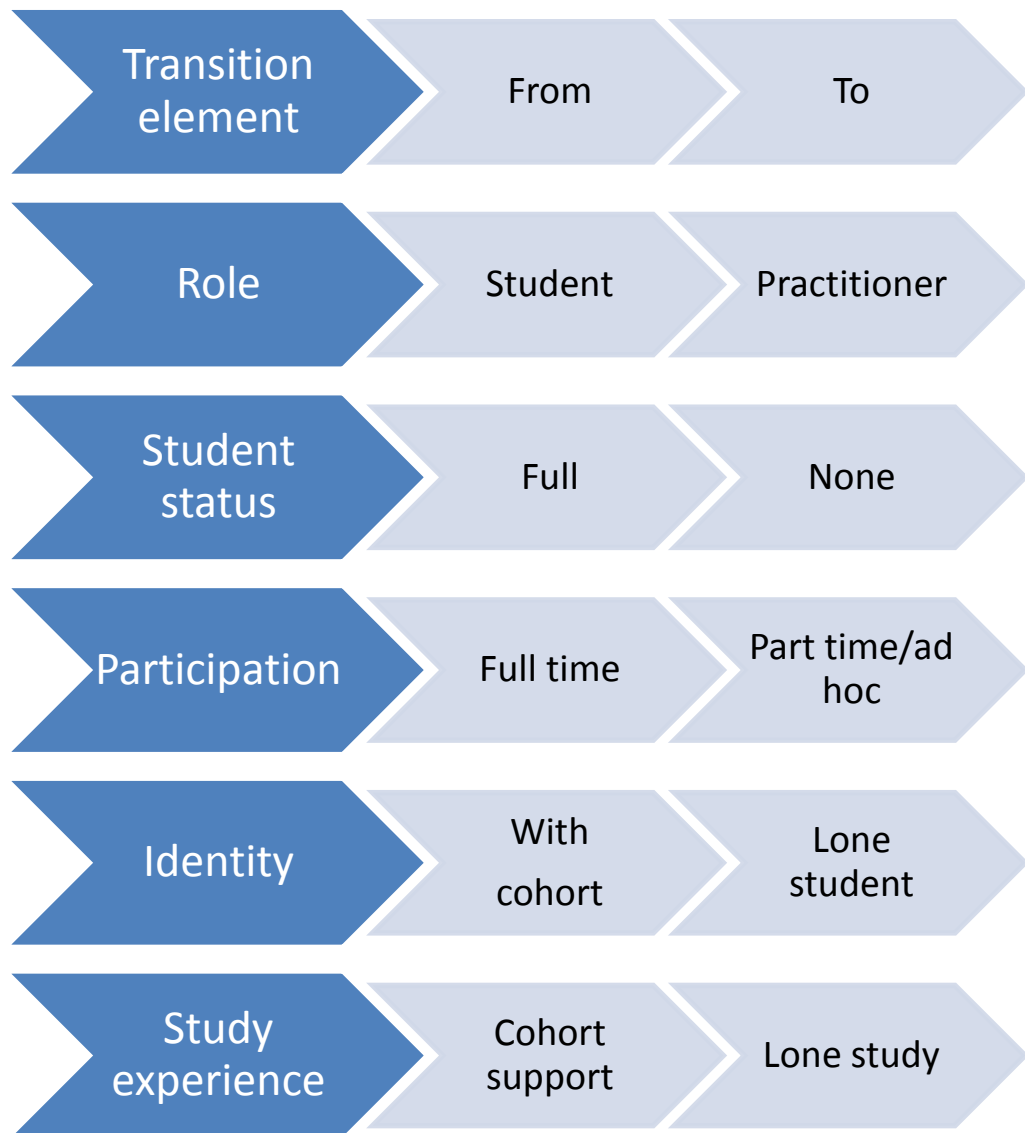 Transition
element
From
To
Role
Student
Practitioner
Student
status
Full
None
Participation
Full time
Part time/ad
hoc
Identity
With
cohort
Lone
student
Study
experience
Cohort
support
Lone study